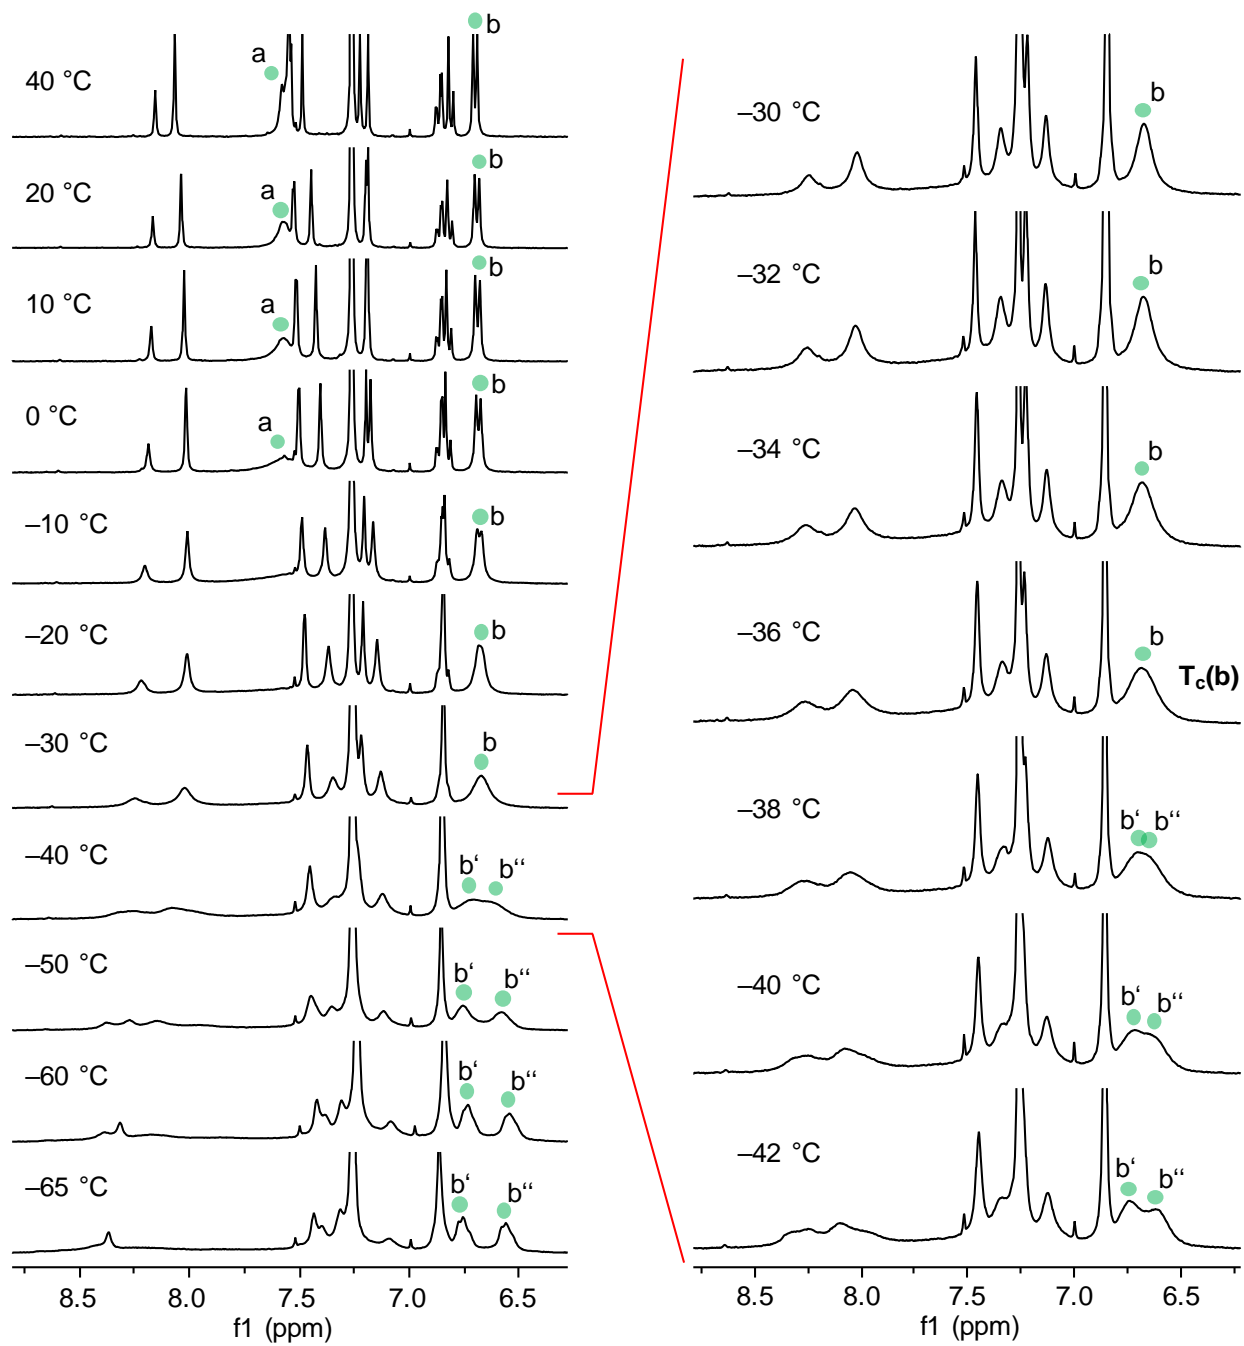 40 °C
a
b
20 °C
a
b
10 °C
a
b
0 °C
a
b
–10 °C
b
–20 °C
b
–30 °C
b
–40 °C
b‘
b‘‘
–50 °C
b‘
b‘‘
–60 °C
b‘
b‘‘
–65 °C
b‘
b‘‘
8.5
8.0
7.5
7.0
6.5
f1 (ppm)
–30 °C
b
–32 °C
b
–34 °C
b
–36 °C
b
Tc(b)
–38 °C
b‘
b‘‘
–40 °C
b‘
b‘‘
–42 °C
b‘
b‘‘
8.5
8.0
7.5
7.0
6.5
f1 (ppm)